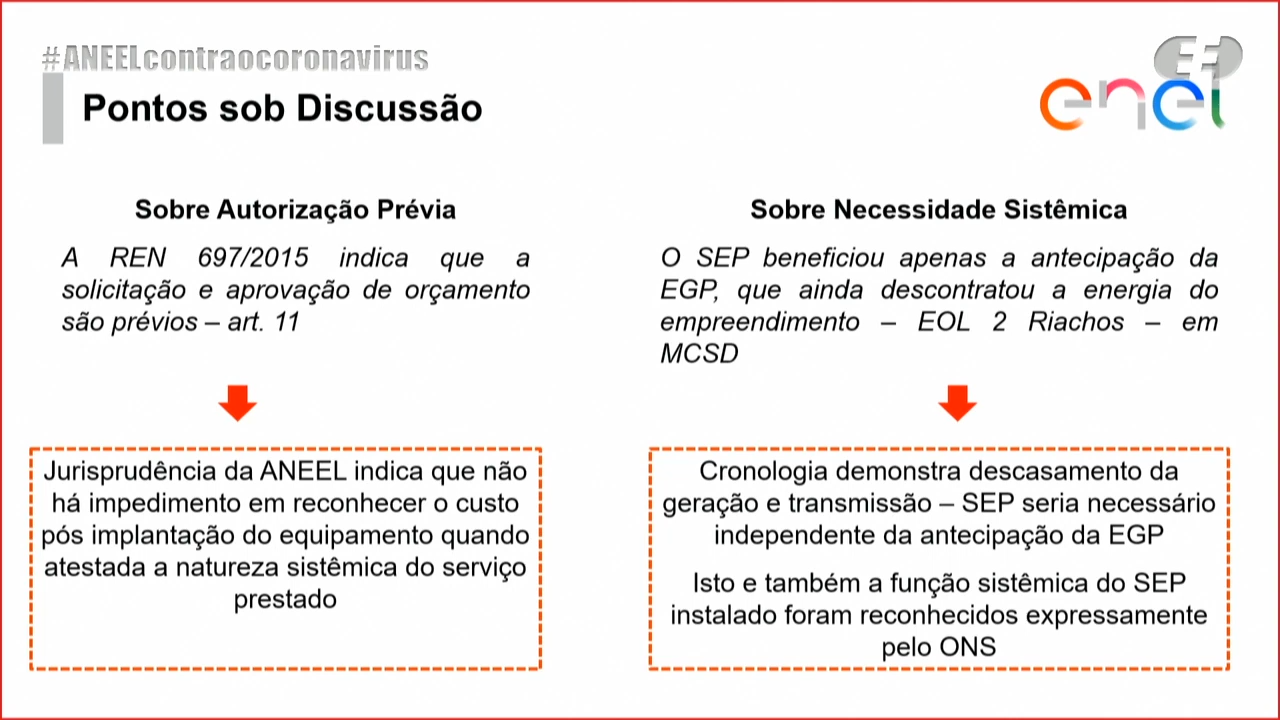 #ANEELcontraocoronavirus
Pontos sob Discussão
enel
Sobre Autorização Prévia
A REN 697/2015 indica que a
solicitação e aprovação de orçamento
são prévios – art. 11
Jurisprudência da ANEEL indica que não
há impedimento em reconhecer o custo
pós implantação do equipamento quando
atestada a natureza sistêmica do serviço
prestado
Sobre Necessidade Sistêmica
O SEP beneficiou apenas a antecipação da
EGP, que ainda descontratou a energia do
empreendimento – EOL 2 Riachos – em
MCSD
Cronologia demonstra descasamento da
geração e transmissão – SEP seria necessário
independente da antecipação da EGP
Isto e também a função sistêmica do SEP
instalado foram reconhecidos expressamente
pelo ONS